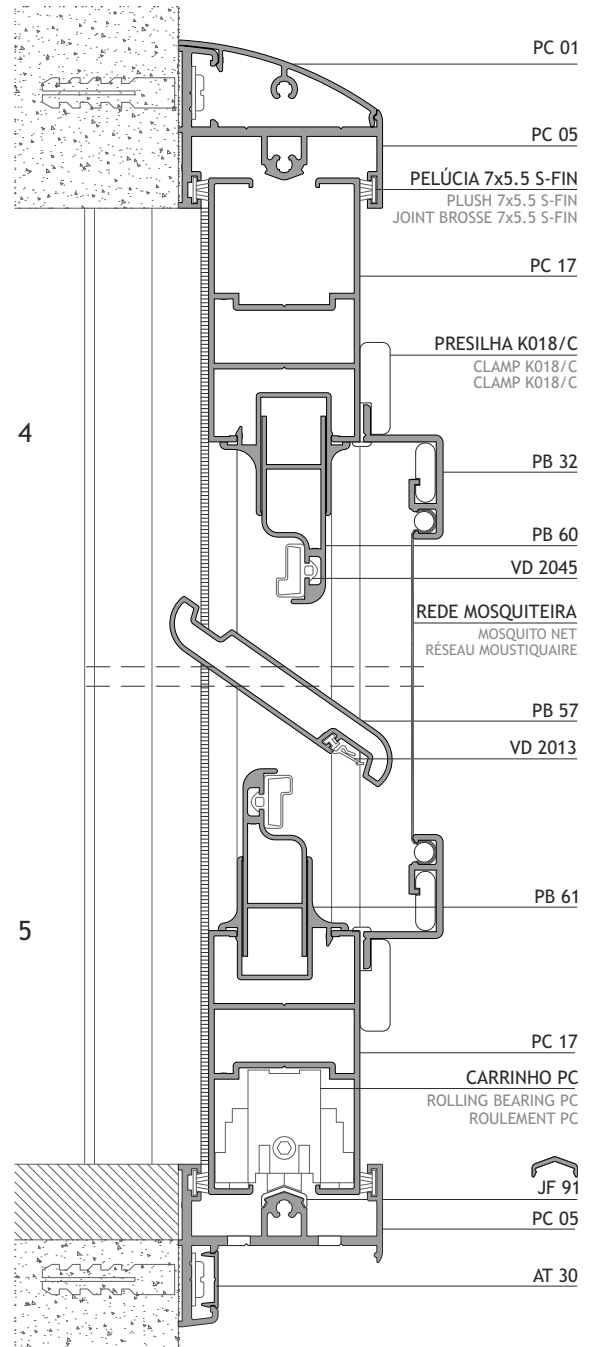 PC 01
PC 05
PELÚCIA 7x5.5 S-FIN
PLUSH 7x5.5 S-FIN
JOINT BROSSE 7x5.5 S-FIN
PC 17
PRESILHA K018/C
CLAMP K018/C
CLAMP K018/C
4
PB 32
PB 60
VD 2045
REDE MOSQUITEIRA
MOSQUITO NET
RÉSEAU MOUSTIQUAIRE
PB 57
VD 2013
PB 61
5
PC 17
CARRINHO PC
ROLLING BEARING PC
ROULEMENT PC
JF 91
PC 05
AT 30